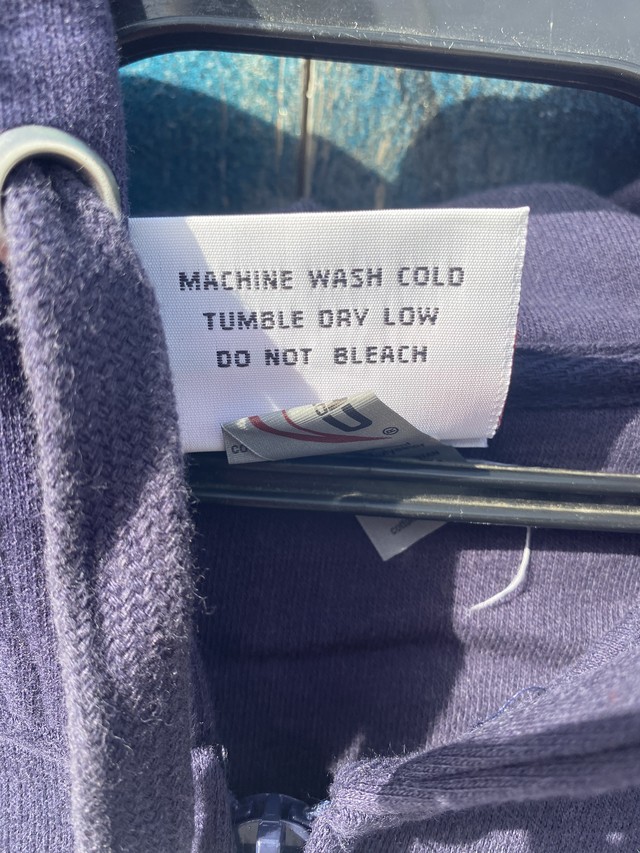 MACHINE WASH COLD
TUMBLE DRY LOW
DO NOT BLEACH